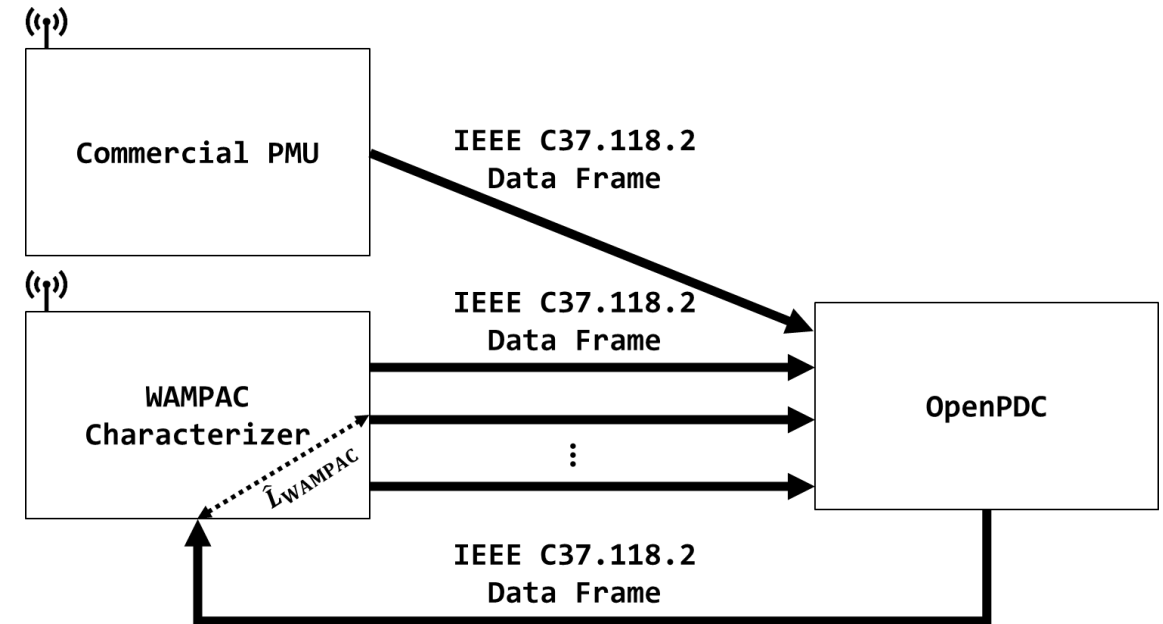 Commercial PMU
IEEE C37.118.2
Data Frame
IEEE C37.118.2
Data Frame
WAMPAC
Characterizer
L̂WAMPAC
⋮
OpenPDC
IEEE C37.118.2
Data Frame